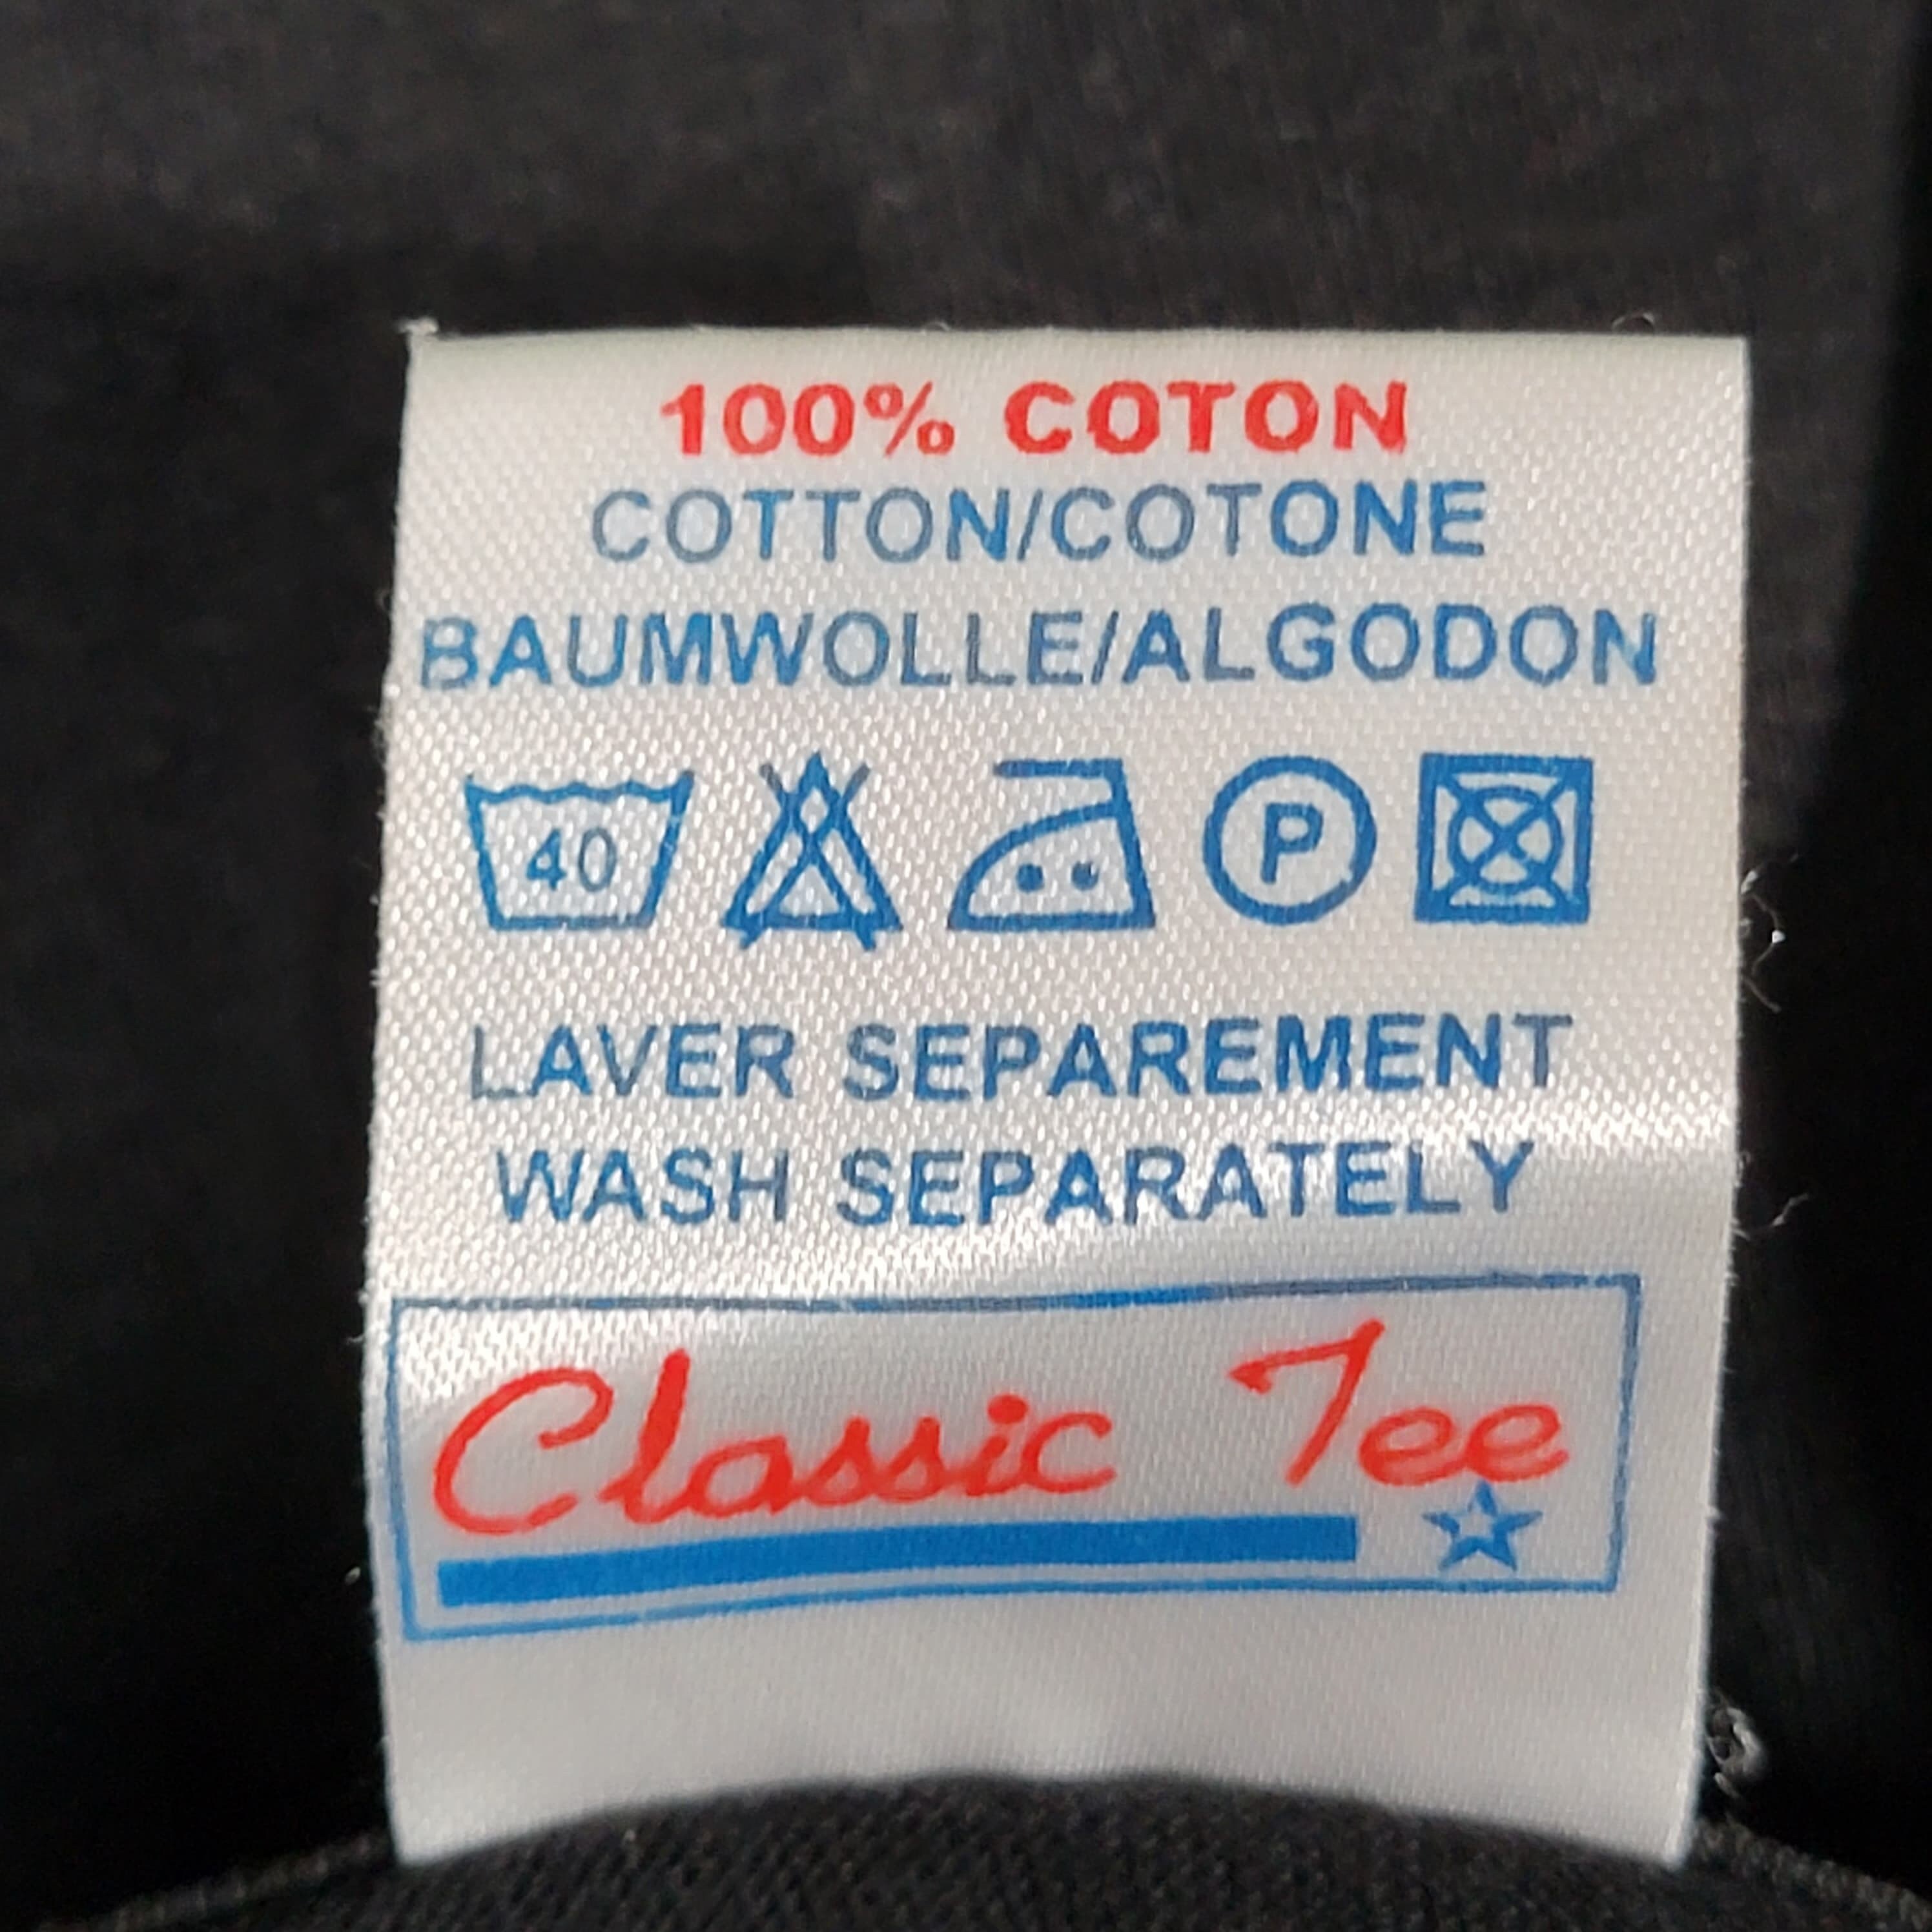 100% COTON
COTTON/COTONE
BAUMWOLLE/ALGODON
40 P
LAVER SEPAREMENT
WASH SEPARATELY
Classic Tee